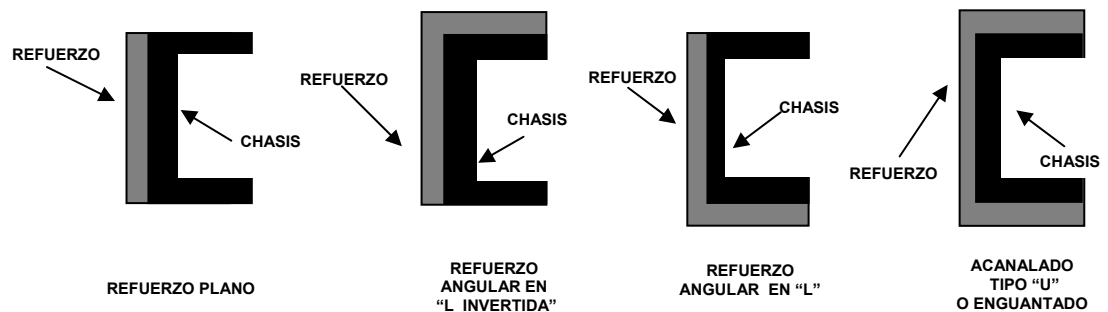 REFUERZO
CHASIS
REFUERZO PLANO
REFUERZO
CHASIS
REFUERZO
ANGULAR EN
“L INVERTIDA”
REFUERZO
CHASIS
REFUERZO
ANGULAR EN “L”
REFUERZO
CHASIS
ACANALADO
TIPO “U”
O ENGUANTADO